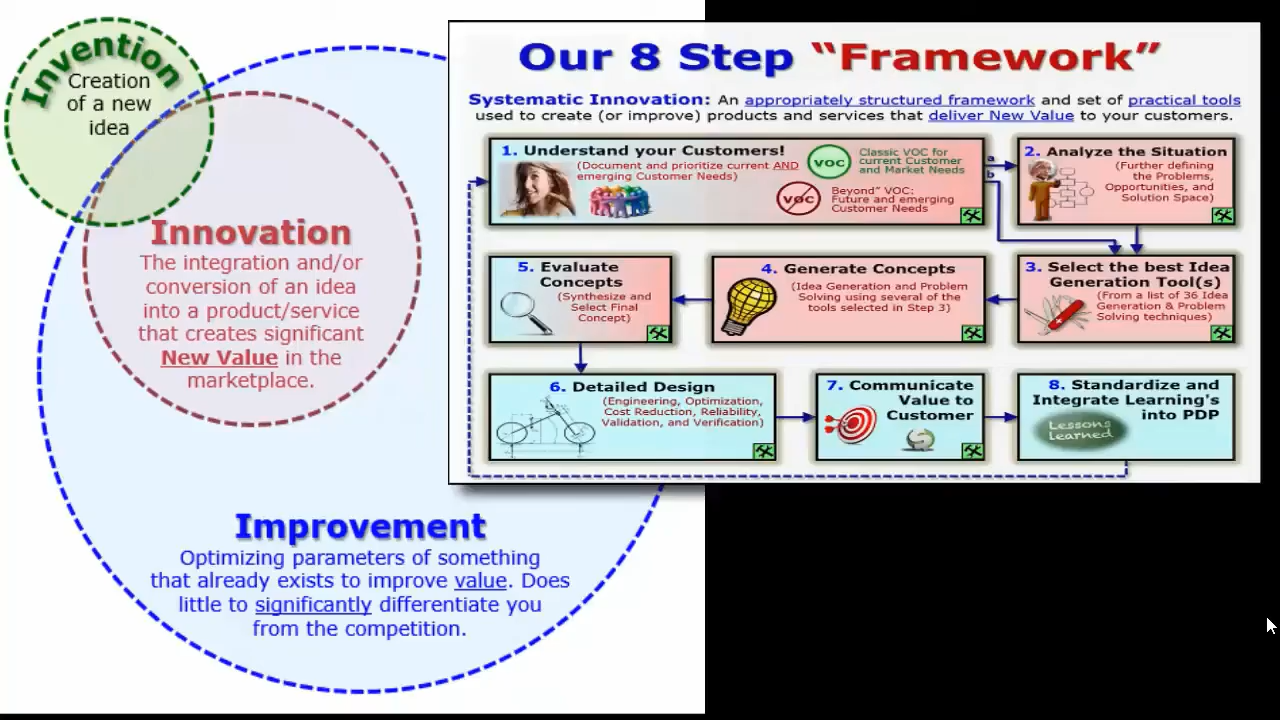 Invention
Creation
of a new
idea
Innovation
The integration and/or
conversion of an idea
into a product/service
that creates significant
New Value in the
marketplace.
Improvement
Optimizing parameters of something
that already exists to improve value. Does
little to significantly differentiate you
from the competition.
Our 8 Step “Framework”
Systematic Innovation: An appropriately structured framework and set of practical tools
used to create (or improve) products and services that deliver New Value to your customers.
1. Understand your Customers!
(Document and prioritize current AND
emerging Customer Needs)
VOC
Classic VOC for
current Customer
and Market Needs
VOC
Beyond” VOC:
Future and emerging
Customer Needs
a
b
2. Analyze the Situation
(Further defining
the Problems,
Opportunities, and
Solution Space)
3. Select the best Idea
Generation Tool(s)
(From a list of 36 Idea
Generation & Problem
Solving techniques)
4. Generate Concepts
(Idea Generation and Problem
Solving using several of the
tools selected in Step 3)
5. Evaluate
Concepts
(Synthesize and
Select Final
Concept)
6. Detailed Design
(Engineering, Optimization,
Cost Reduction, Reliability,
Validation, and Verification)
7. Communicate
Value to
Customer
8. Standardize and
Integrate Learning's
into PDP
Lessons
Learned